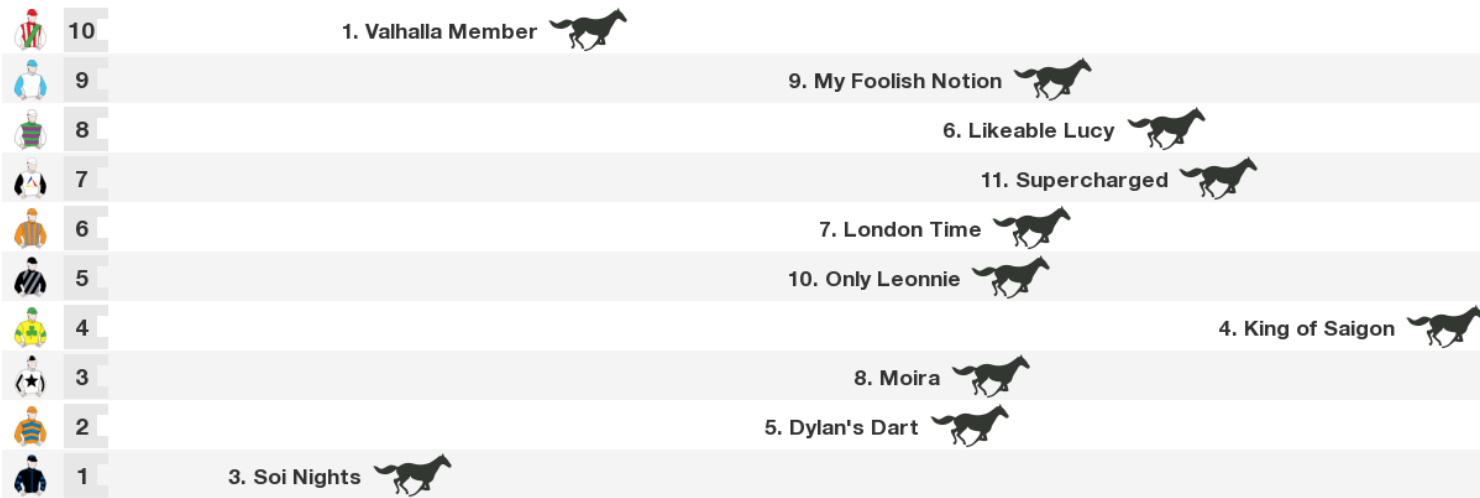 10 1. Valhalla Member
9 9. My Foolish Notion
8 6. Likeable Lucy
7 11. Supercharged
6 7. London Time
5 10. Only Leonnie
4 4. King of Saigon
3 8. Moira
2 5. Dylan's Dart
1 3. Soi Nights